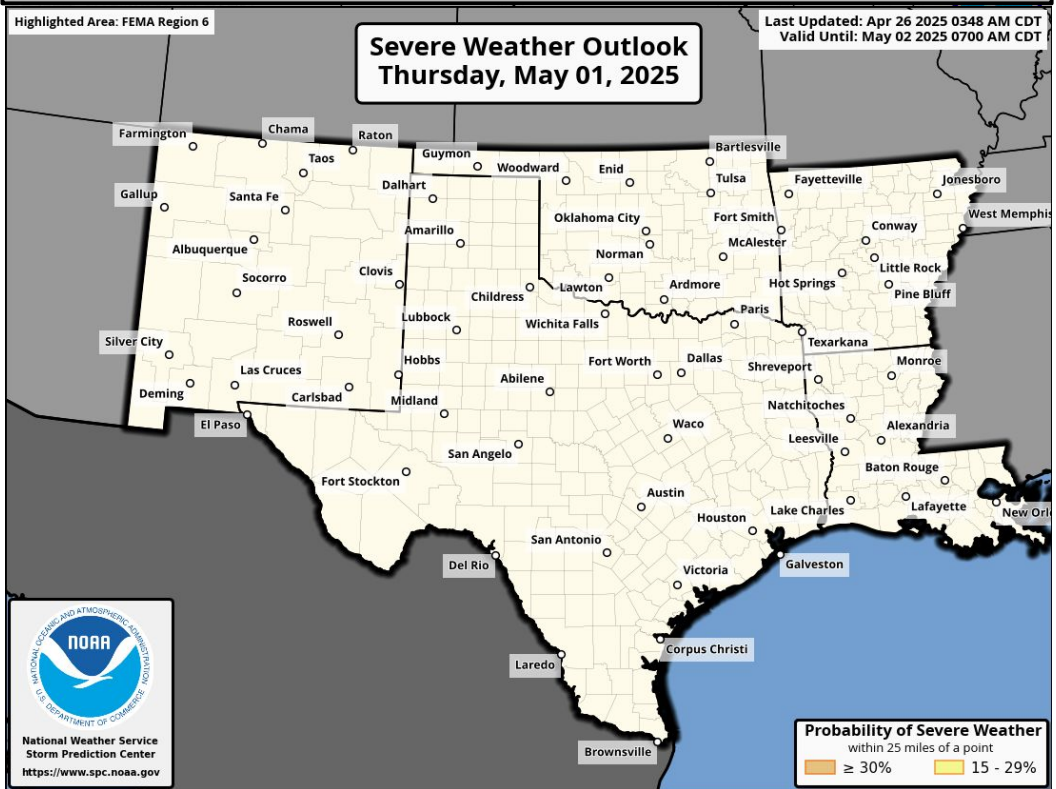 Highlighted Area: FEMA Region 6
Severe Weather Outlook
Thursday, May 01, 2025
Last Updated: Apr 26 2025 0348 AM CDT
Valid Until: May 02 2025 0700 AM CDT
Farmington
Chama
Raton
Taos
Guymon
Woodward
Enid
Bartlesville
Tulsa
Fayetteville
Jonesboro
Gallup
Santa Fe
Dalhart
Oklahoma City
Fort Smith
West Memphis
Albuquerque
Amarillo
Norman
McAlester
Conway
Socorro
Clovis
Childress
Lawton
Ardmore
Hot Springs
Little Rock
Pine Bluff
Roswell
Lubbock
Wichita Falls
Paris
Texarkana
Silver City
Las Cruces
Hobbs
Fort Worth
Dallas
Shreveport
Monroe
Deming
Carlsbad
Midland
Abilene
Natchitoches
El Paso
Waco
Leesville
Alexandria
Fort Stockton
San Angelo
Baton Rouge
Austin
Houston
Lake Charles
Lafayette
New Orl
Del Rio
San Antonio
Victoria
Galveston
Laredo
Corpus Christi
Brownsville
NATIONAL OCEANIC AND ATMOSPHERIC ADMINISTRATION
NOAA
U.S. DEPARTMENT OF COMMERCE
National Weather Service
Storm Prediction Center
https://www.spc.noaa.gov
Probability of Severe Weather
within 25 miles of a point
≥ 30%
15 - 29%